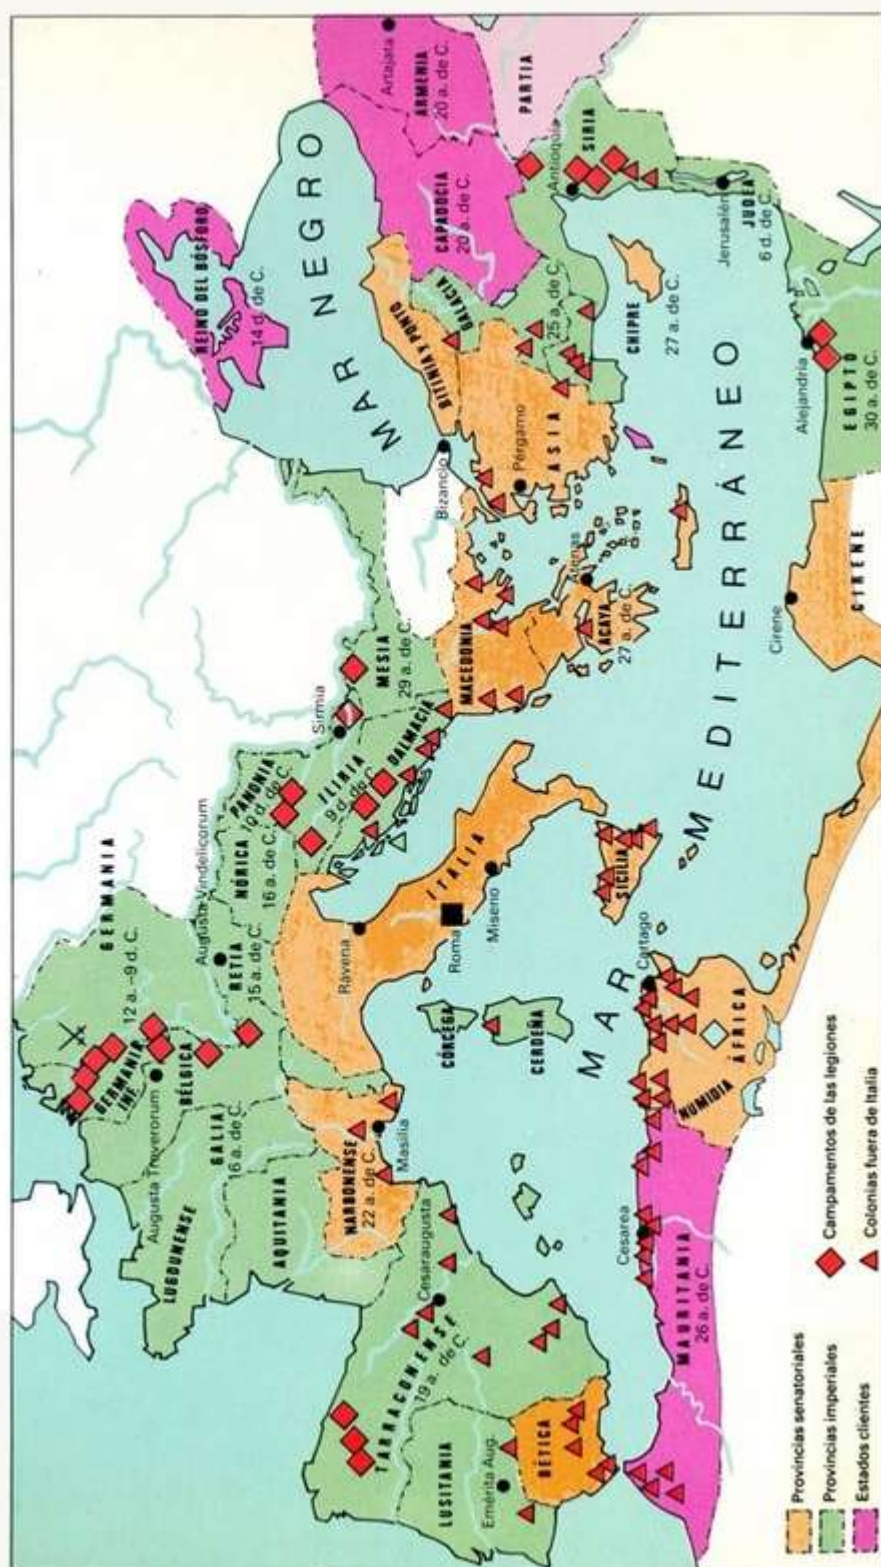 REINO DEL BÓSFORO
14 d. de C.
MAR NEGRO
Artajata
ARMENIA
20 a. de C.
PARTIA
CAPADOCIA
20 a. de C.
GALACIA
25 a. de C.
BITINIA Y PONTO
Bizancio
Pérgamo
ASIA
Antioquía
SIRIA
CHIPRE
27 a. de C.
Jerusalén
JUDEA
6 d. de C.
Alejandría
EGIPTO
30 a. de C.
Cirene
CIRENE
MAR MEDITERRÁNEO
Atenas
ACAYA
27 a. de C.
MACEDONIA
MESIA
29 a. de C.
Sirmia
DALMACIA
ILIRIA
9 d. de C.
PANONIA
10 d. de C.
NÓRICA
16 a. de C.
Augusta Vindelicorum
RETIA
15 a. de C.
GERMANIA
12 a.–9 d. C.
GERMANIA INF.
BÉLGICA
Augusta Treverorum
GALIA
16 a. de C.
LUGDUNENSE
AQUITANIA
NARBONENSE
22 a. de C.
Masilia
ITALIA
Rávena
Roma
Miseno
CÓRCEGA
CERDEÑA
SICILIA
Cartago
ÁFRICA
NUMIDIA
Cesarea
MAURITANIA
26 a. de C.
Cesaraugusta
TARRACONENSE
19 a. de C.
LUSITANIA
Emérita Aug.
BÉTICA
Provincias senatoriales
Provincias imperiales
Estados clientes
Campamentos de las legiones
Colonias fuera de Italia